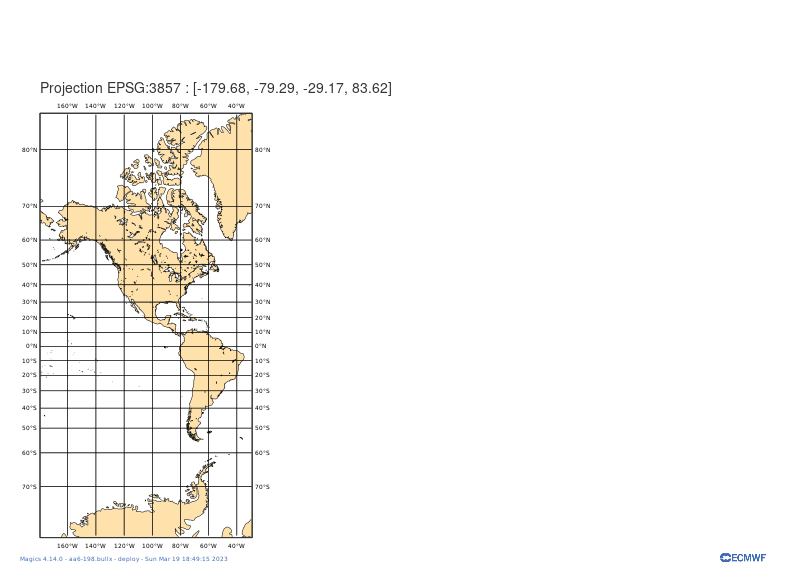 Projection EPSG:3857 : [-179.68, -79.29, -29.17, 83.62]
160°W 140°W 120°W 100°W 80°W 60°W 40°W
80°N 80°N
70°N 70°N
60°N 60°N
50°N 50°N
40°N 40°N
30°N 30°N
20°N 20°N
10°N 10°N
0°N 0°N
10°S 10°S
20°S 20°S
30°S 30°S
40°S 40°S
50°S 50°S
60°S 60°S
70°S 70°S
160°W 140°W 120°W 100°W 80°W 60°W 40°W
Magics 4.14.0 - aa6-198.bullx - deploy - Sun Mar 19 18:49:15 2023
ECMWF